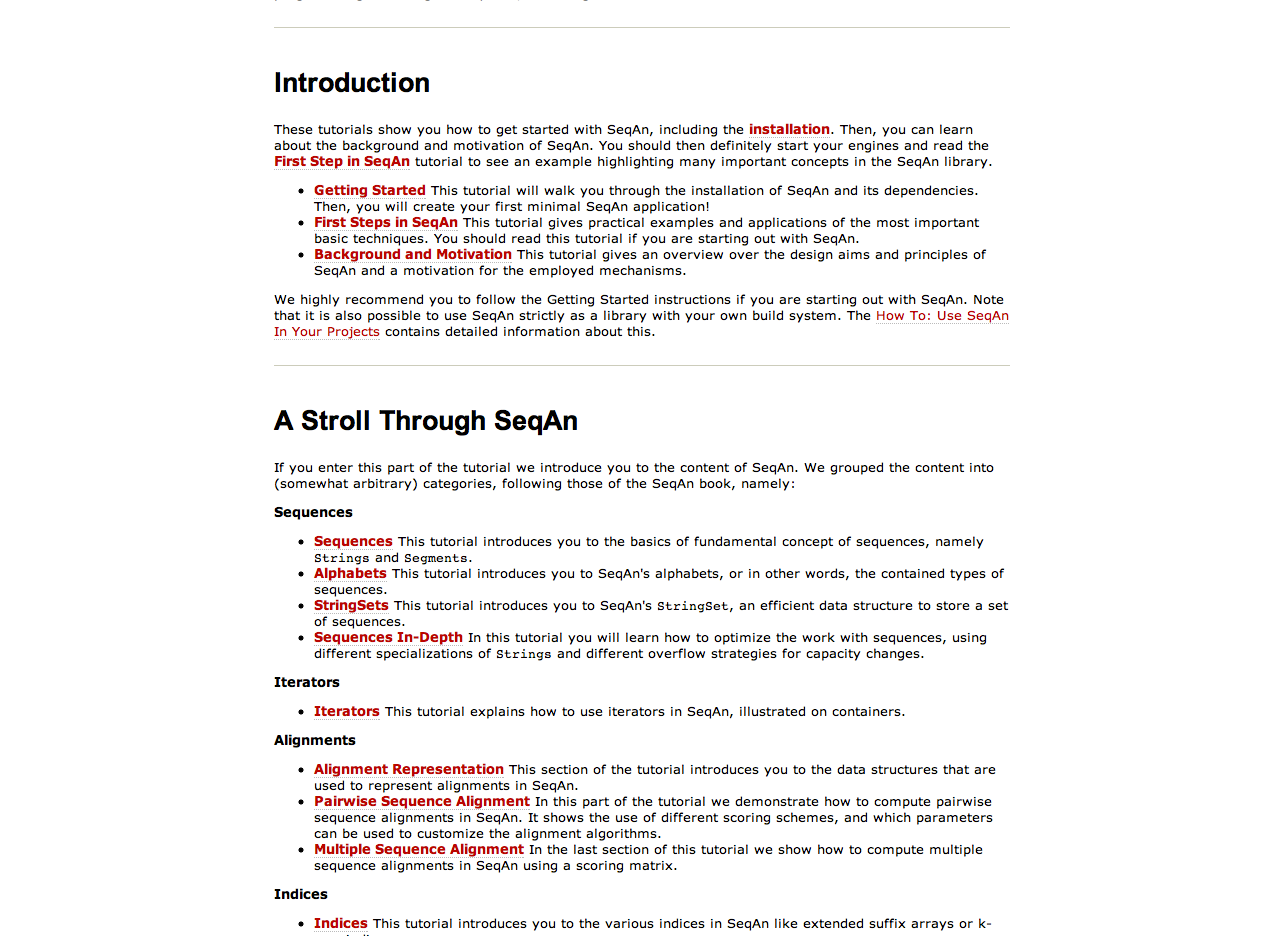 Introduction
These tutorials show you how to get started with SeqAn, including the installation. Then, you can learn
about the background and motivation of SeqAn. You should then definitely start your engines and read the
First Step in SeqAn tutorial to see an example highlighting many important concepts in the SeqAn library.
• Getting Started This tutorial will walk you through the installation of SeqAn and its dependencies.
Then, you will create your first minimal SeqAn application!
• First Steps in SeqAn This tutorial gives practical examples and applications of the most important
basic techniques. You should read this tutorial if you are starting out with SeqAn.
• Background and Motivation This tutorial gives an overview over the design aims and principles of
SeqAn and a motivation for the employed mechanisms.
We highly recommend you to follow the Getting Started instructions if you are starting out with SeqAn. Note
that it is also possible to use SeqAn strictly as a library with your own build system. The How To: Use SeqAn
In Your Projects contains detailed information about this.
A Stroll Through SeqAn
If you enter this part of the tutorial we introduce you to the content of SeqAn. We grouped the content into
(somewhat arbitrary) categories, following those of the SeqAn book, namely:
Sequences
• Sequences This tutorial introduces you to the basics of fundamental concept of sequences, namely
Strings and Segments.
• Alphabets This tutorial introduces you to SeqAn's alphabets, or in other words, the contained types of
sequences.
• StringSets This tutorial introduces you to SeqAn's StringSet, an efficient data structure to store a set
of sequences.
• Sequences In-Depth In this tutorial you will learn how to optimize the work with sequences, using
different specializations of Strings and different overflow strategies for capacity changes.
Iterators
• Iterators This tutorial explains how to use iterators in SeqAn, illustrated on containers.
Alignments
• Alignment Representation This section of the tutorial introduces you to the data structures that are
used to represent alignments in SeqAn.
• Pairwise Sequence Alignment In this part of the tutorial we demonstrate how to compute pairwise
sequence alignments in SeqAn. It shows the use of different scoring schemes, and which parameters
can be used to customize the alignment algorithms.
• Multiple Sequence Alignment In the last section of this tutorial we show how to compute multiple
sequence alignments in SeqAn using a scoring matrix.
Indices
• Indices This tutorial introduces you to the various indices in SeqAn like extended suffix arrays or k-